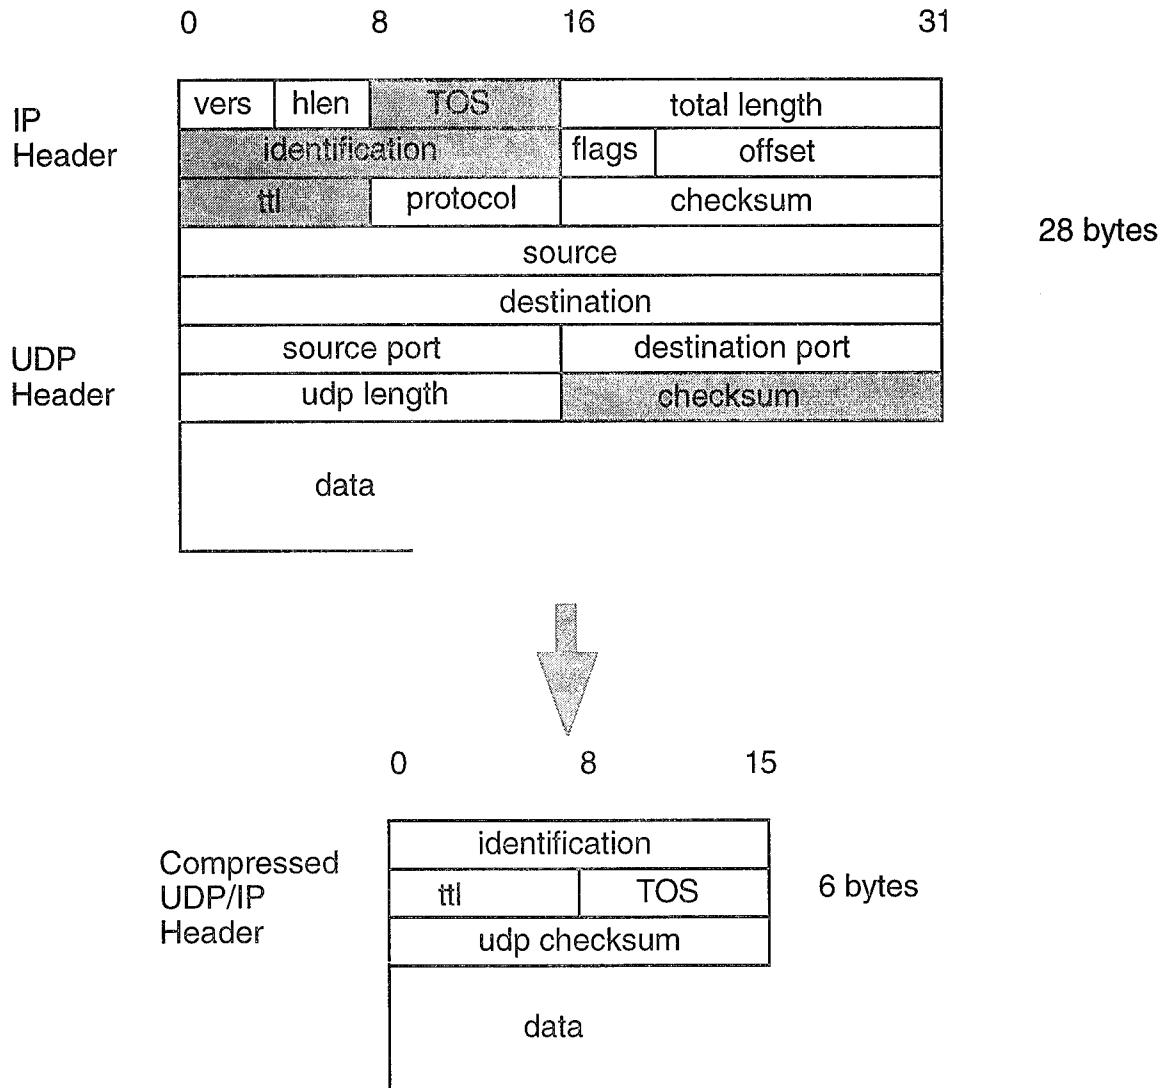 0 8 16 31
IP
Header
vers hlen TOS total length
identification flags offset
ttl protocol checksum
source
destination
28 bytes
UDP
Header
source port destination port
udp length checksum
data
0 8 15
Compressed
UDP/IP
Header
identification
ttl TOS
udp checksum
6 bytes
data